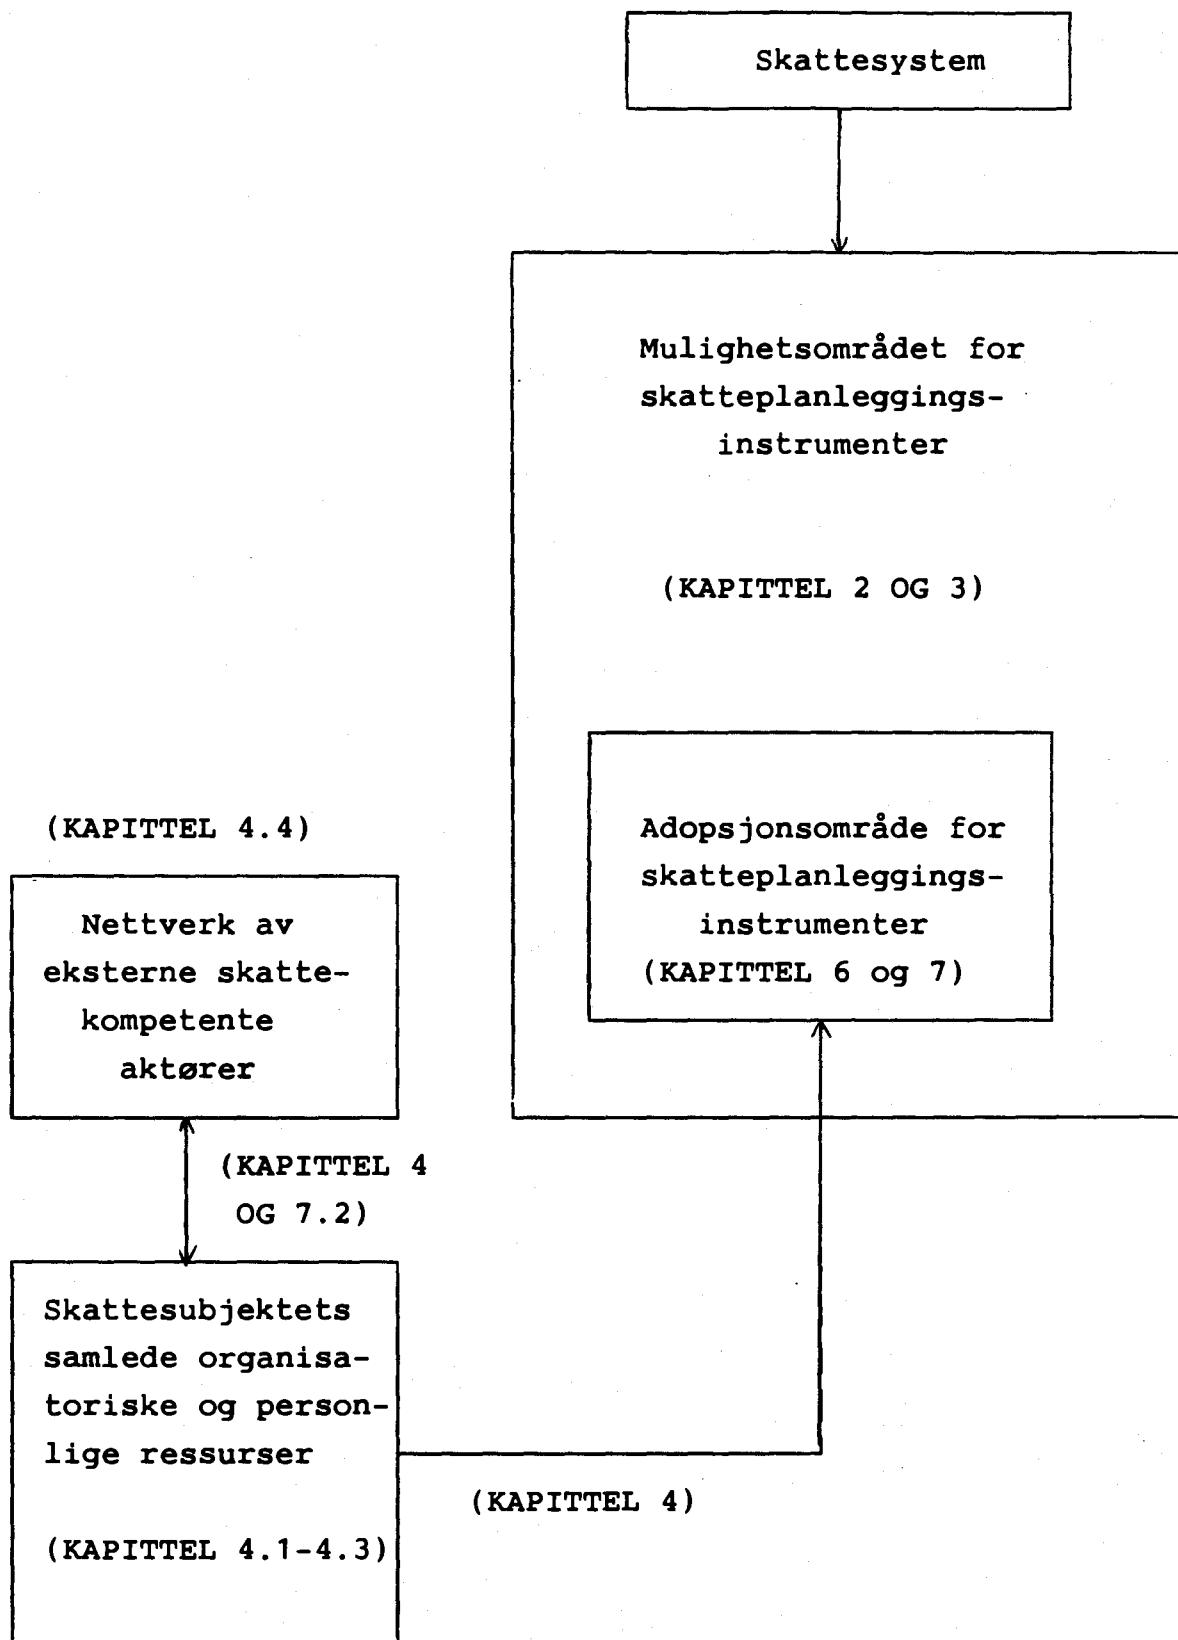 Skattesystem
Mulighetsområdet for
skatteplanleggings-
instrumenter
(KAPITTEL 2 OG 3)
Adopsjonsområde for
skatteplanleggings-
instrumenter
(KAPITTEL 6 og 7)
(KAPITTEL 4.4)
Nettverk av
eksterne skatte-
kompetente
aktører
(KAPITTEL 4
OG 7.2)
Skattesubjektets
samlede organisa-
toriske og person-
lige ressurser
(KAPITTEL 4.1-4.3)
(KAPITTEL 4)